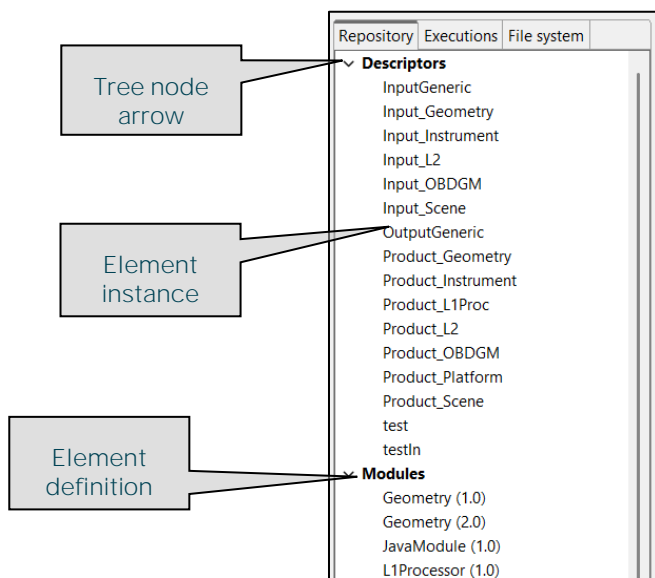 Repository Executions File system
Descriptors
Tree node
arrow
InputGeneric
Input_Geometry
Input_Instrument
Input_L2
Input_OBDGM
Input_Scene
OutputGeneric
Element
instance
Product_Geometry
Product_Instrument
Product_L1Proc
Product_L2
Product_OBDGM
Product_Platform
Product_Scene
test
testIn
Element
definition
Modules
Geometry (1.0)
Geometry (2.0)
JavaModule (1.0)
L1Processor (1.0)